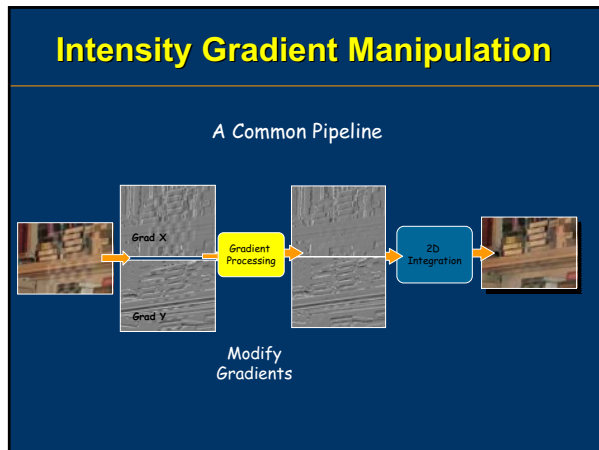 Intensity Gradient Manipulation
A Common Pipeline
Grad X
Grad Y
Gradient
Processing
2D
Integration
Modify
Gradients